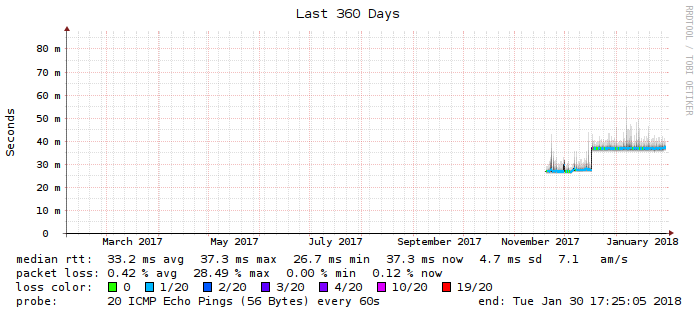 Last 360 Days
RRDTOOL / TOBI OETIKER
Seconds
80 m
70 m
60 m
50 m
40 m
30 m
20 m
10 m
0
March 2017 May 2017 July 2017 September 2017 November 2017 January 2018
median rtt: 33.2 ms avg 37.3 ms max 26.7 ms min 37.3 ms now 4.7 ms sd 7.1 am/s
packet loss: 0.42 % avg 28.49 % max 0.00 % min 0.12 % now
loss color: 0 1/20 2/20 3/20 4/20 10/20 19/20
probe: 20 ICMP Echo Pings (56 Bytes) every 60s end: Tue Jan 30 17:25:05 2018